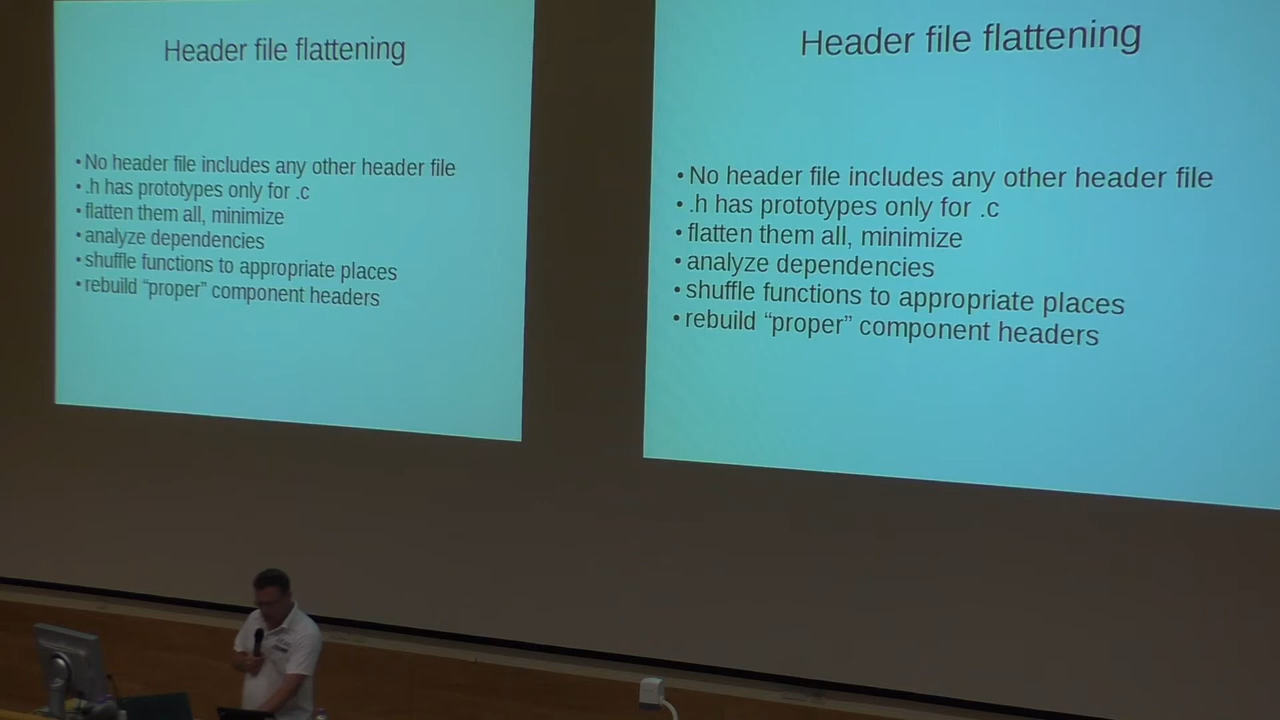 Header file flattening
• No header file includes any other header file
• .h has prototypes only for .c
• flatten them all, minimize
• analyze dependencies
• shuffle functions to appropriate places
• rebuild “proper” component headers
Header file flattening
• No header file includes any other header file
• .h has prototypes only for .c
• flatten them all, minimize
• analyze dependencies
• shuffle functions to appropriate places
• rebuild “proper” component headers